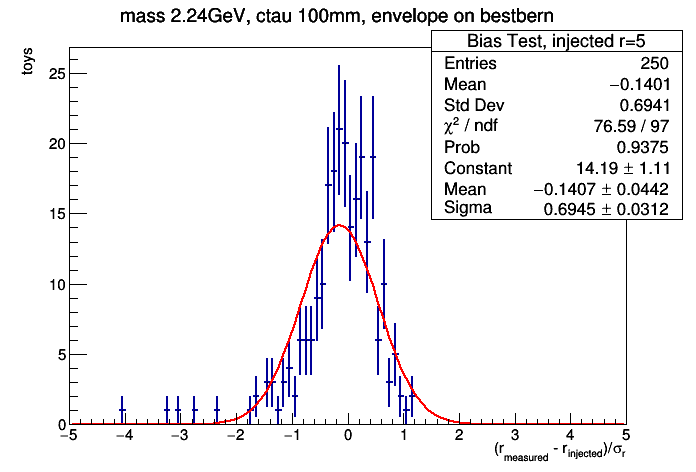 mass 2.24GeV, ctau 100mm, envelope on bestbern
toys
Bias Test, injected r=5
Entries 250
Mean −0.1401
Std Dev 0.6941
χ² / ndf 76.59 / 97
Prob 0.9375
Constant 14.19 ± 1.11
Mean −0.1407 ± 0.0442
Sigma 0.6945 ± 0.0312
25
20
15
10
5
0
−5 −4 −3 −2 −1 0 1 2 3 4 5
(r_measured - r_injected)/σ_r